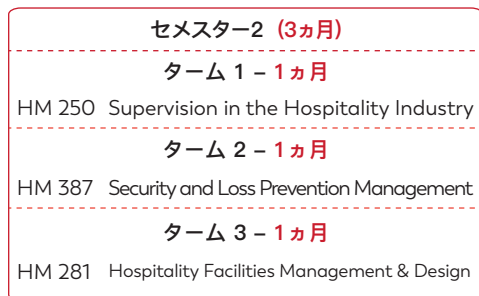 セメスター2 (3ヵ月)
ターム 1 – 1ヵ月
HM 250 Supervision in the Hospitality Industry
ターム 2 – 1ヵ月
HM 387 Security and Loss Prevention Management
ターム 3 – 1ヵ月
HM 281 Hospitality Facilities Management & Design